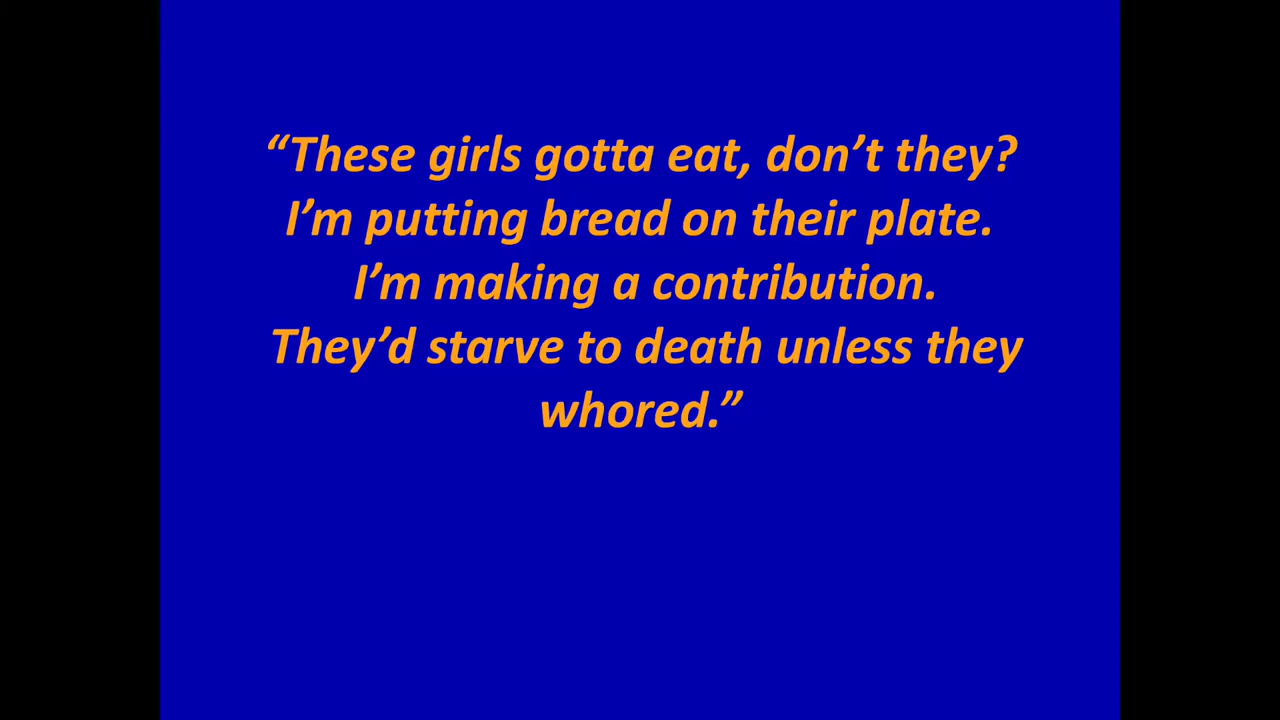 “These girls gotta eat, don’t they?
I’m putting bread on their plate.
I’m making a contribution.
They’d starve to death unless they
whored.”